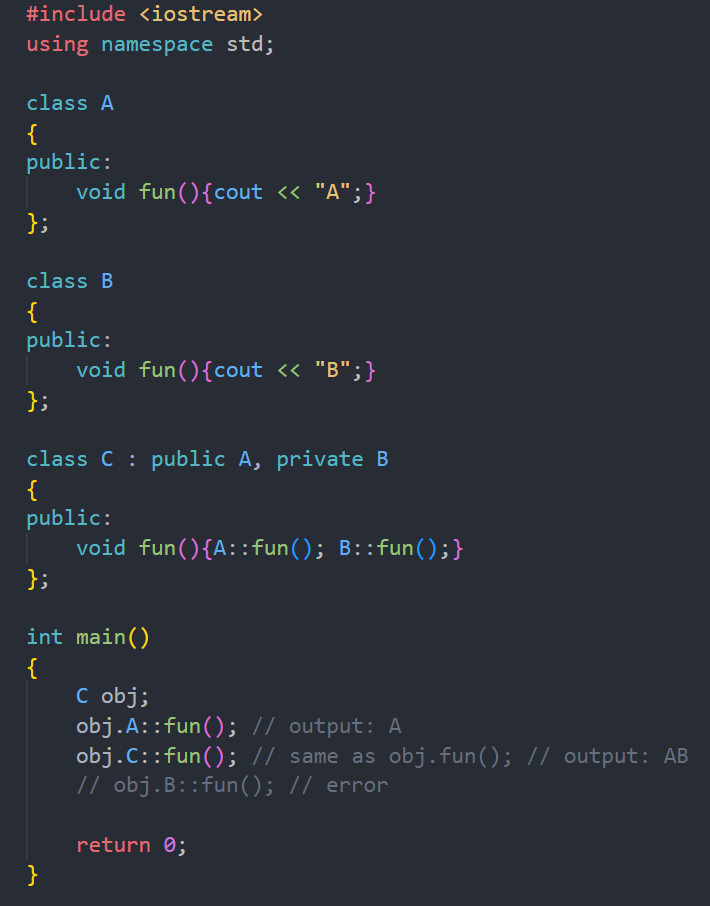 #include <iostream>
using namespace std;
class A
{
public:
    void fun(){cout << "A";}
};
class B
{
public:
    void fun(){cout << "B";}
};
class C : public A, private B
{
public:
    void fun(){A::fun(); B::fun();}
};
int main()
{
    C obj;
    obj.A::fun(); // output: A
    obj.C::fun(); // same as obj.fun(); // output: AB
    // obj.B::fun(); // error
    return 0;
}